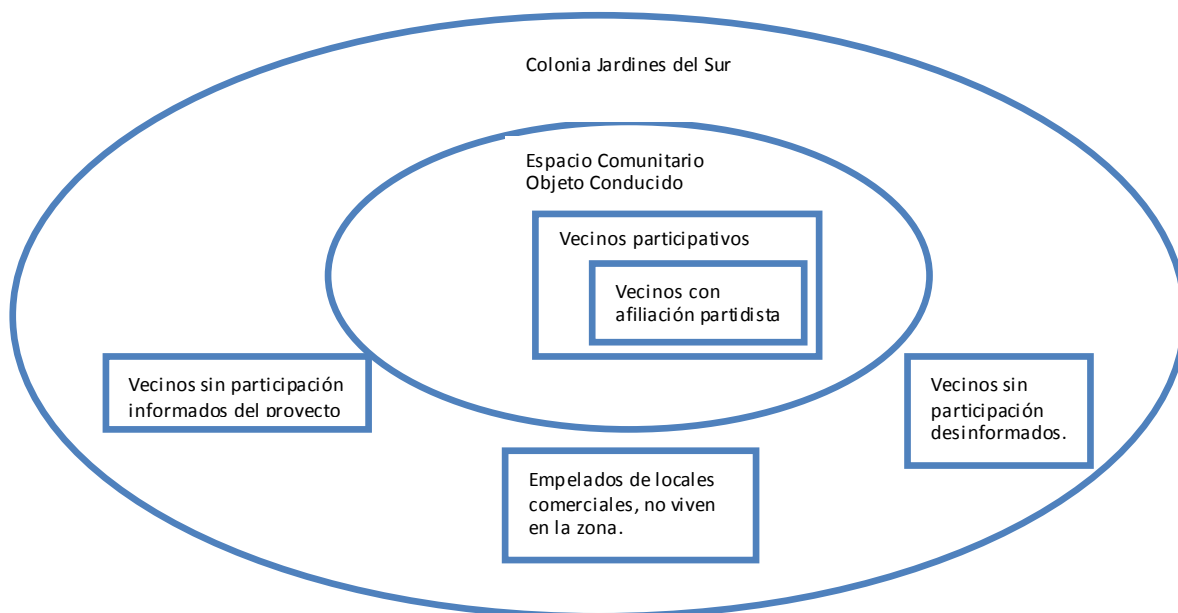 Colonia Jardines del Sur
Espacio Comunitario
Objeto Conducido
Vecinos participativos
Vecinos con
afiliación partidista
Vecinos sin participación
informados del proyecto
Vecinos sin
participación
desinformados.
Empelados de locales
comerciales, no viven
en la zona.